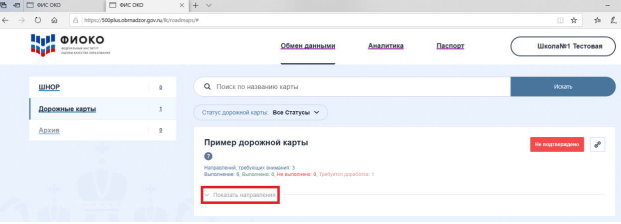 ФИС ОКО
ФИС ОКО
https://500plus.obrnadzor.gov.ru/lk/roadmaps/#
ФИОКО
ФЕДЕРАЛЬНЫЙ ИНСТИТУТ
ОЦЕНКИ КАЧЕСТВА ОБРАЗОВАНИЯ
Обмен данными
Аналитика
Паспорт
Школа№1 Тестовая
ШНОР 0
Дорожные карты 1
Архив 0
Поиск по названию карты
Искать
Статус дорожной карты: Все Статусы
Пример дорожной карты
Не подтверждено
?
Направлений, требующих внимания: 3
Выполнение: 0, Выполнено: 0, Не выполнено: 0, Требуется доработка: 1
Показать направления